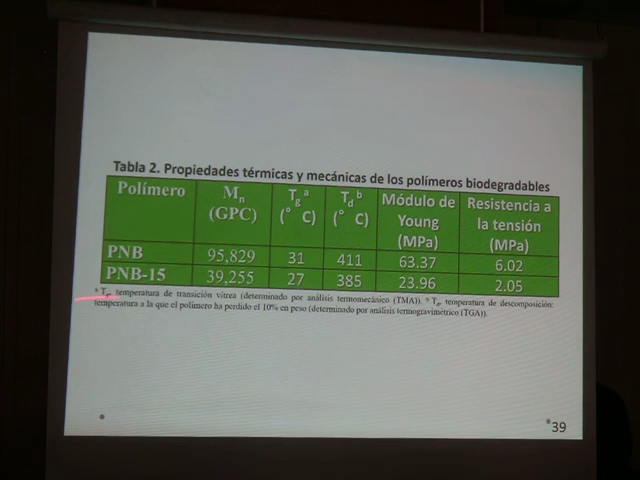 Tabla 2. Propiedades térmicas y mecánicas de los polímeros biodegradables
Polímero Mn (GPC) Tg a (° C) Td b (° C) Módulo de Young (MPa) Resistencia a la tensión (MPa)
PNB 95,829 31 411 63.37 6.02
PNB-15 39,255 27 385 23.96 2.05
a Tg, temperatura de transición vítrea (determinado por análisis termomecánico (TMA)). temperatura de descomposición:
temperatura a la que el polímero ha perdido el 10% en peso (determinado por análisis termogravimétrico (TGA)).
39